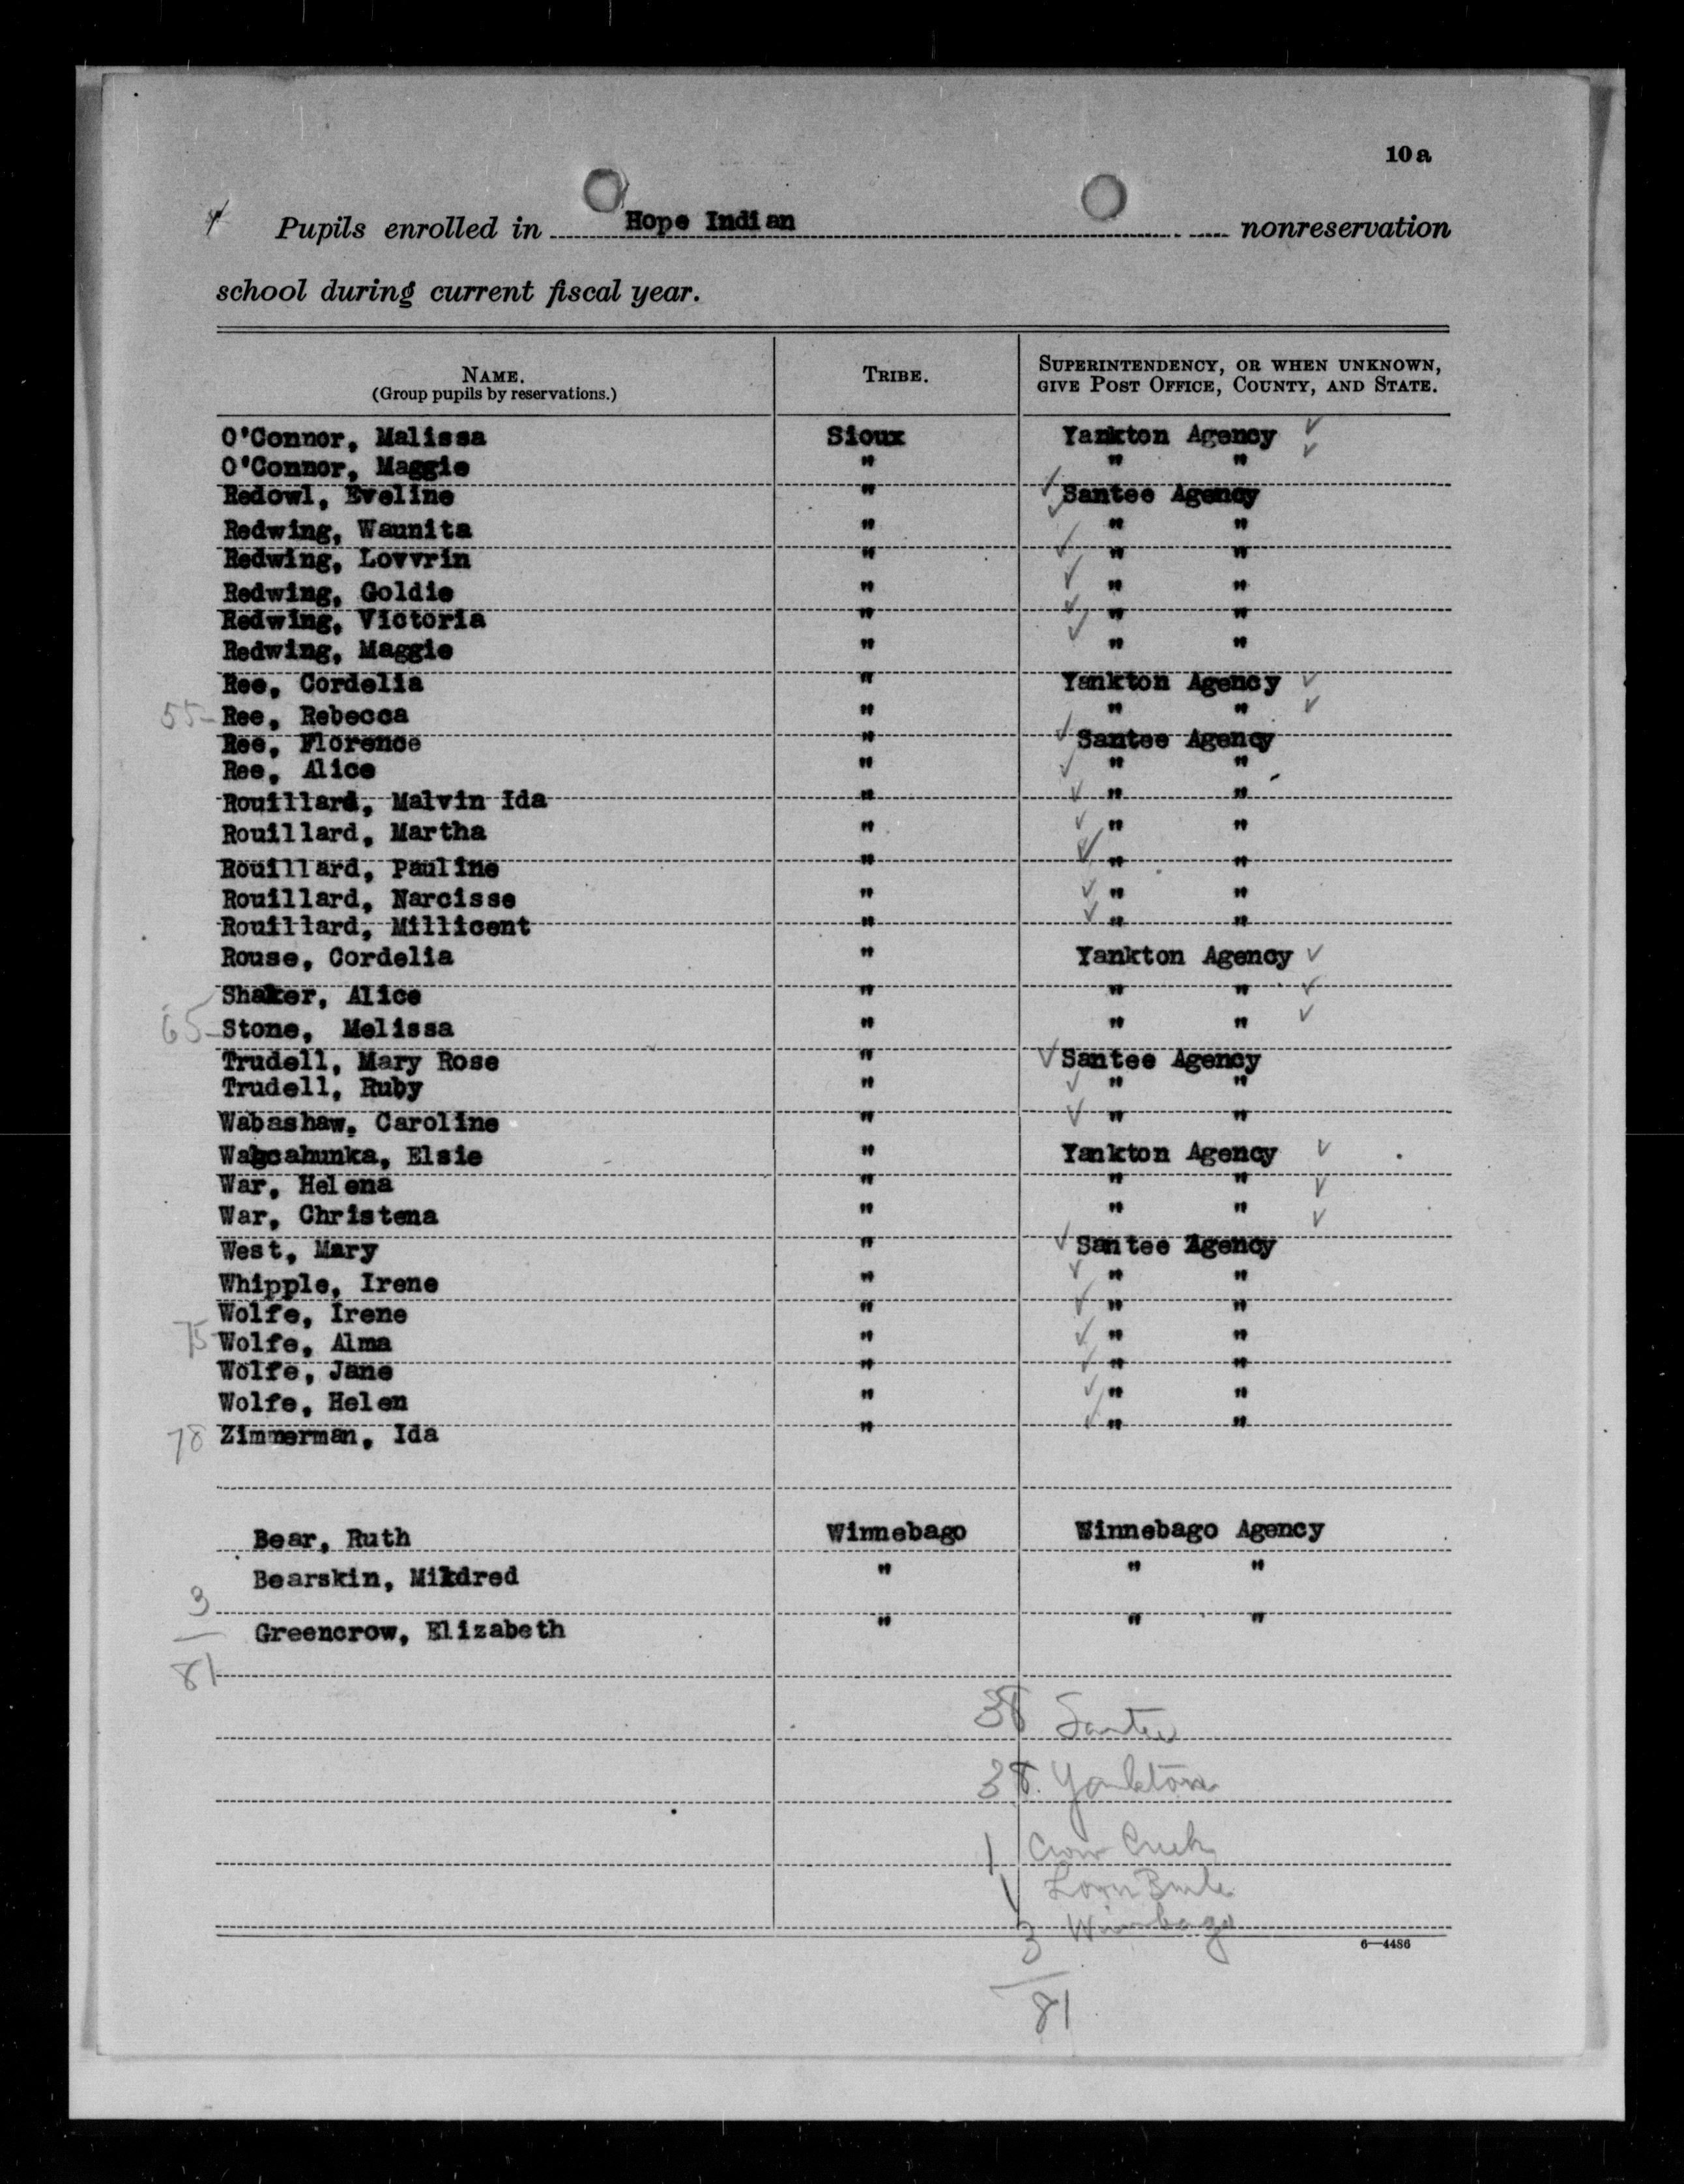 10a
Pupils enrolled in Hope Indian nonreservation
school during current fiscal year.
NAME. (Group pupils by reservations.) TRIBE. SUPERINTENDENCY, OR WHEN UNKNOWN, GIVE POST OFFICE, COUNTY, AND STATE.
O'Connor, Malissa Sioux Yankton Agency ✓
O'Connor, Maggie " " " ✓
Redowl, Eveline " ✓ Santee Agency
Redwing, Waunita " ✓ " "
Redwing, Lovvrin " ✓ " "
Redwing, Goldie " ✓ " "
Redwing, Victoria " ✓ " "
Redwing, Maggie " ✓ " "
Ree, Cordelia " Yankton Agency ✓
55- Ree, Rebecca " " " ✓
Ree, Florence " ✓ Santee Agency
Ree, Alice " ✓ " "
Rouillard, Malvin Ida " ✓ " "
Rouillard, Martha " ✓ " "
Rouillard, Pauline " ✓ " "
Rouillard, Narcisse " ✓ " "
Rouillard, Millicent " ✓ " "
Rouse, Cordelia " Yankton Agency ✓
Shaker, Alice " " " ✓
65- Stone, Melissa " " " ✓
Trudell, Mary Rose " ✓ Santee Agency
Trudell, Ruby " ✓ " "
Wabashaw, Caroline " ✓ " "
Elsie " Yankton Agency ✓
War, Helena " " " ✓
War, Christena " " " ✓
West, Mary " ✓ Santee Agency
Whipple, Irene " ✓ " "
Wolfe, Irene " ✓ " "
75 Wolfe, Alma " ✓ " "
Wolfe, Jane " ✓ " "
Wolfe, Helen " ✓ " "
78 Zimmerman, Ida " ✓ " "
Bear, Ruth Winnebago Winnebago Agency
Bearskin, Mildred " " "
3
Greencrow, Elizabeth " " "
81
38 Santee
38. Yankton
1 Crow Creek
1 Lower Brule
3 Winnebago
6—4486
81